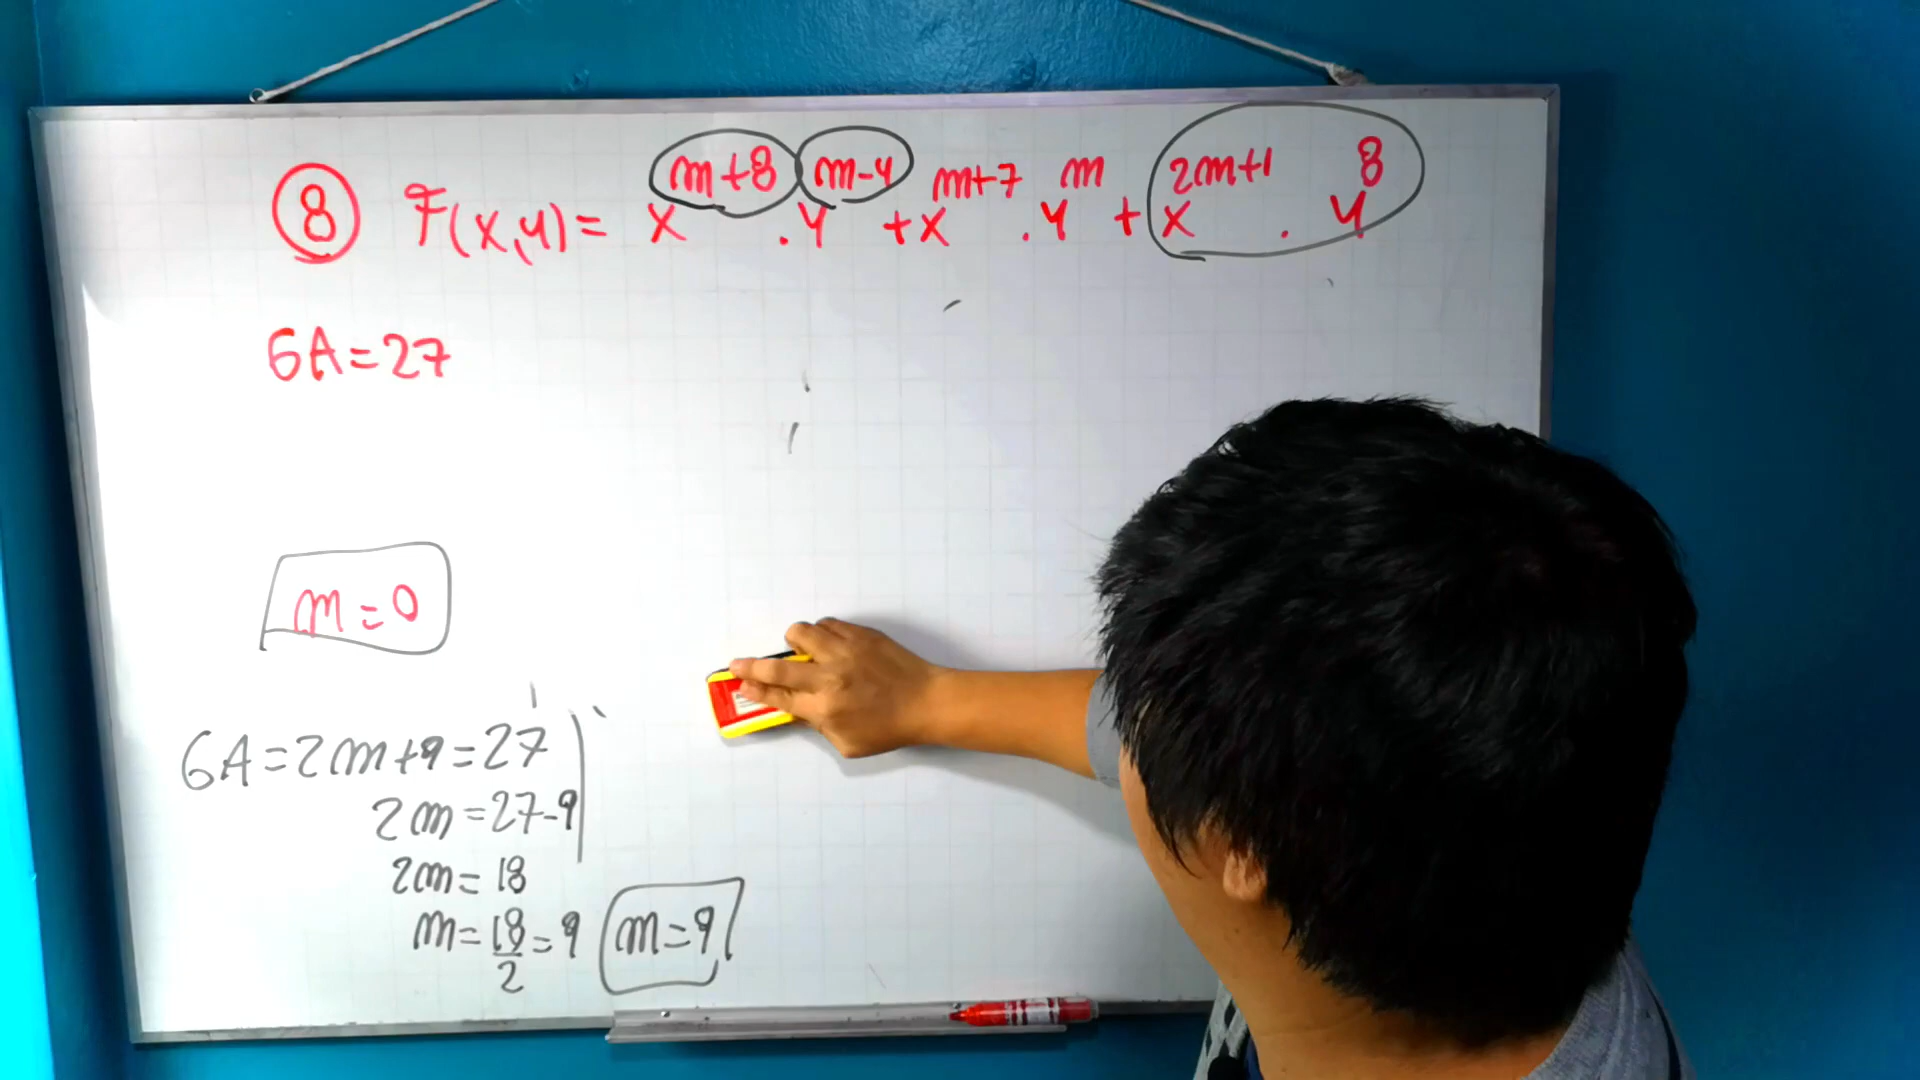 ⑧ F(x,y) = x^{m+8} . y^{m-4} + x^{m+7} . y^{m} + x^{2m+1} . y^{8}
GA=27
m=0
GA=2m+9=27
2m=27-9
2m=18
m=18/2=9 m=9